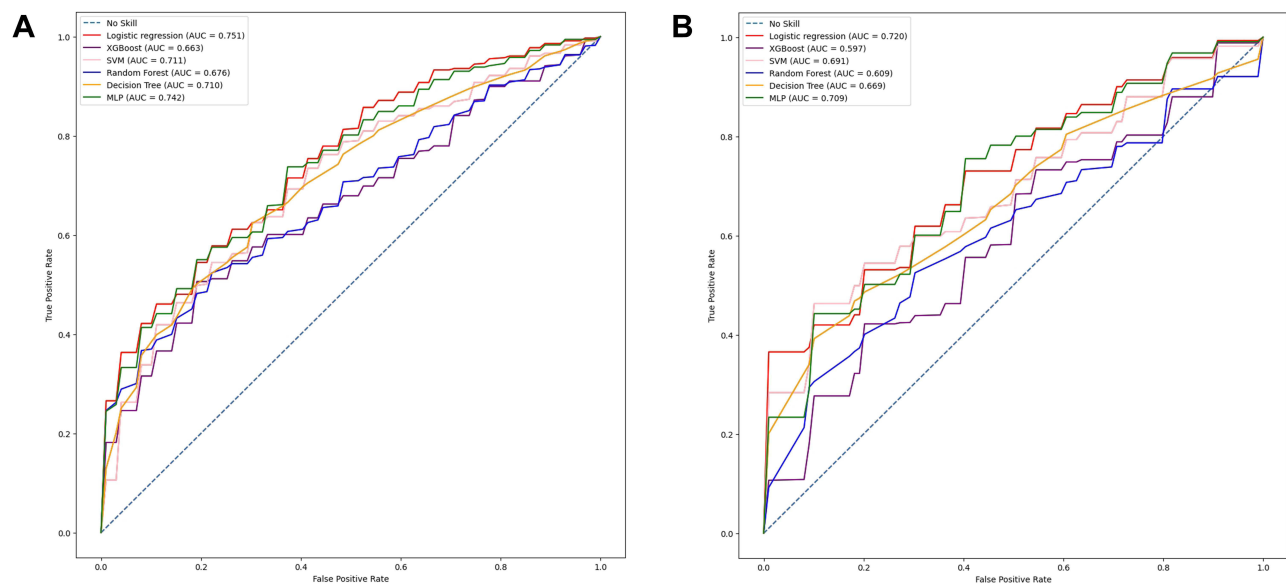 A
No Skill
Logistic regression (AUC = 0.751)
XGBoost (AUC = 0.663)
SVM (AUC = 0.711)
Random Forest (AUC = 0.676)
Decision Tree (AUC = 0.710)
MLP (AUC = 0.742)
1.0
0.8
0.6
0.4
0.2
0.0
True Positive Rate
0.0 0.2 0.4 0.6 0.8 1.0
False Positive Rate
B
No Skill
Logistic regression (AUC = 0.720)
XGBoost (AUC = 0.597)
SVM (AUC = 0.691)
Random Forest (AUC = 0.609)
Decision Tree (AUC = 0.669)
MLP (AUC = 0.709)
1.0
0.8
0.6
0.4
0.2
0.0
True Positive Rate
0.0 0.2 0.4 0.6 0.8 1.0
False Positive Rate